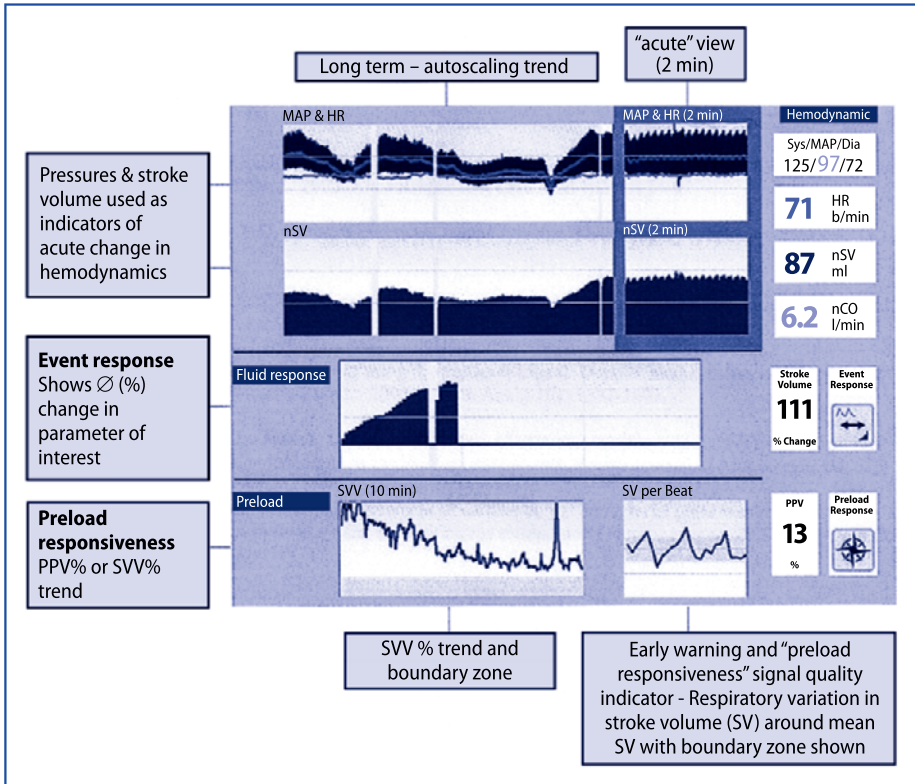 Long term – autoscaling trend
“acute” view
(2 min)
MAP & HR
MAP & HR (2 min)
Hemodynamic
Sys/MAP/Dia
125/97/72
71 HR
b/min
nSV
nSV (2 min)
87 nSV
ml
6.2 nCO
l/min
Pressures & stroke
volume used as
indicators of
acute change in
hemodynamics
Event response
Shows ∅ (%)
change in
parameter of
interest
Fluid response
Stroke
Volume
111
% Change
Event
Response
Preload
responsiveness
PPV% or SVV%
trend
Preload
SVV (10 min)
SV per Beat
PPV
13
%
Preload
Response
SVV % trend and
boundary zone
Early warning and “preload
responsiveness” signal quality
indicator - Respiratory variation in
stroke volume (SV) around mean
SV with boundary zone shown